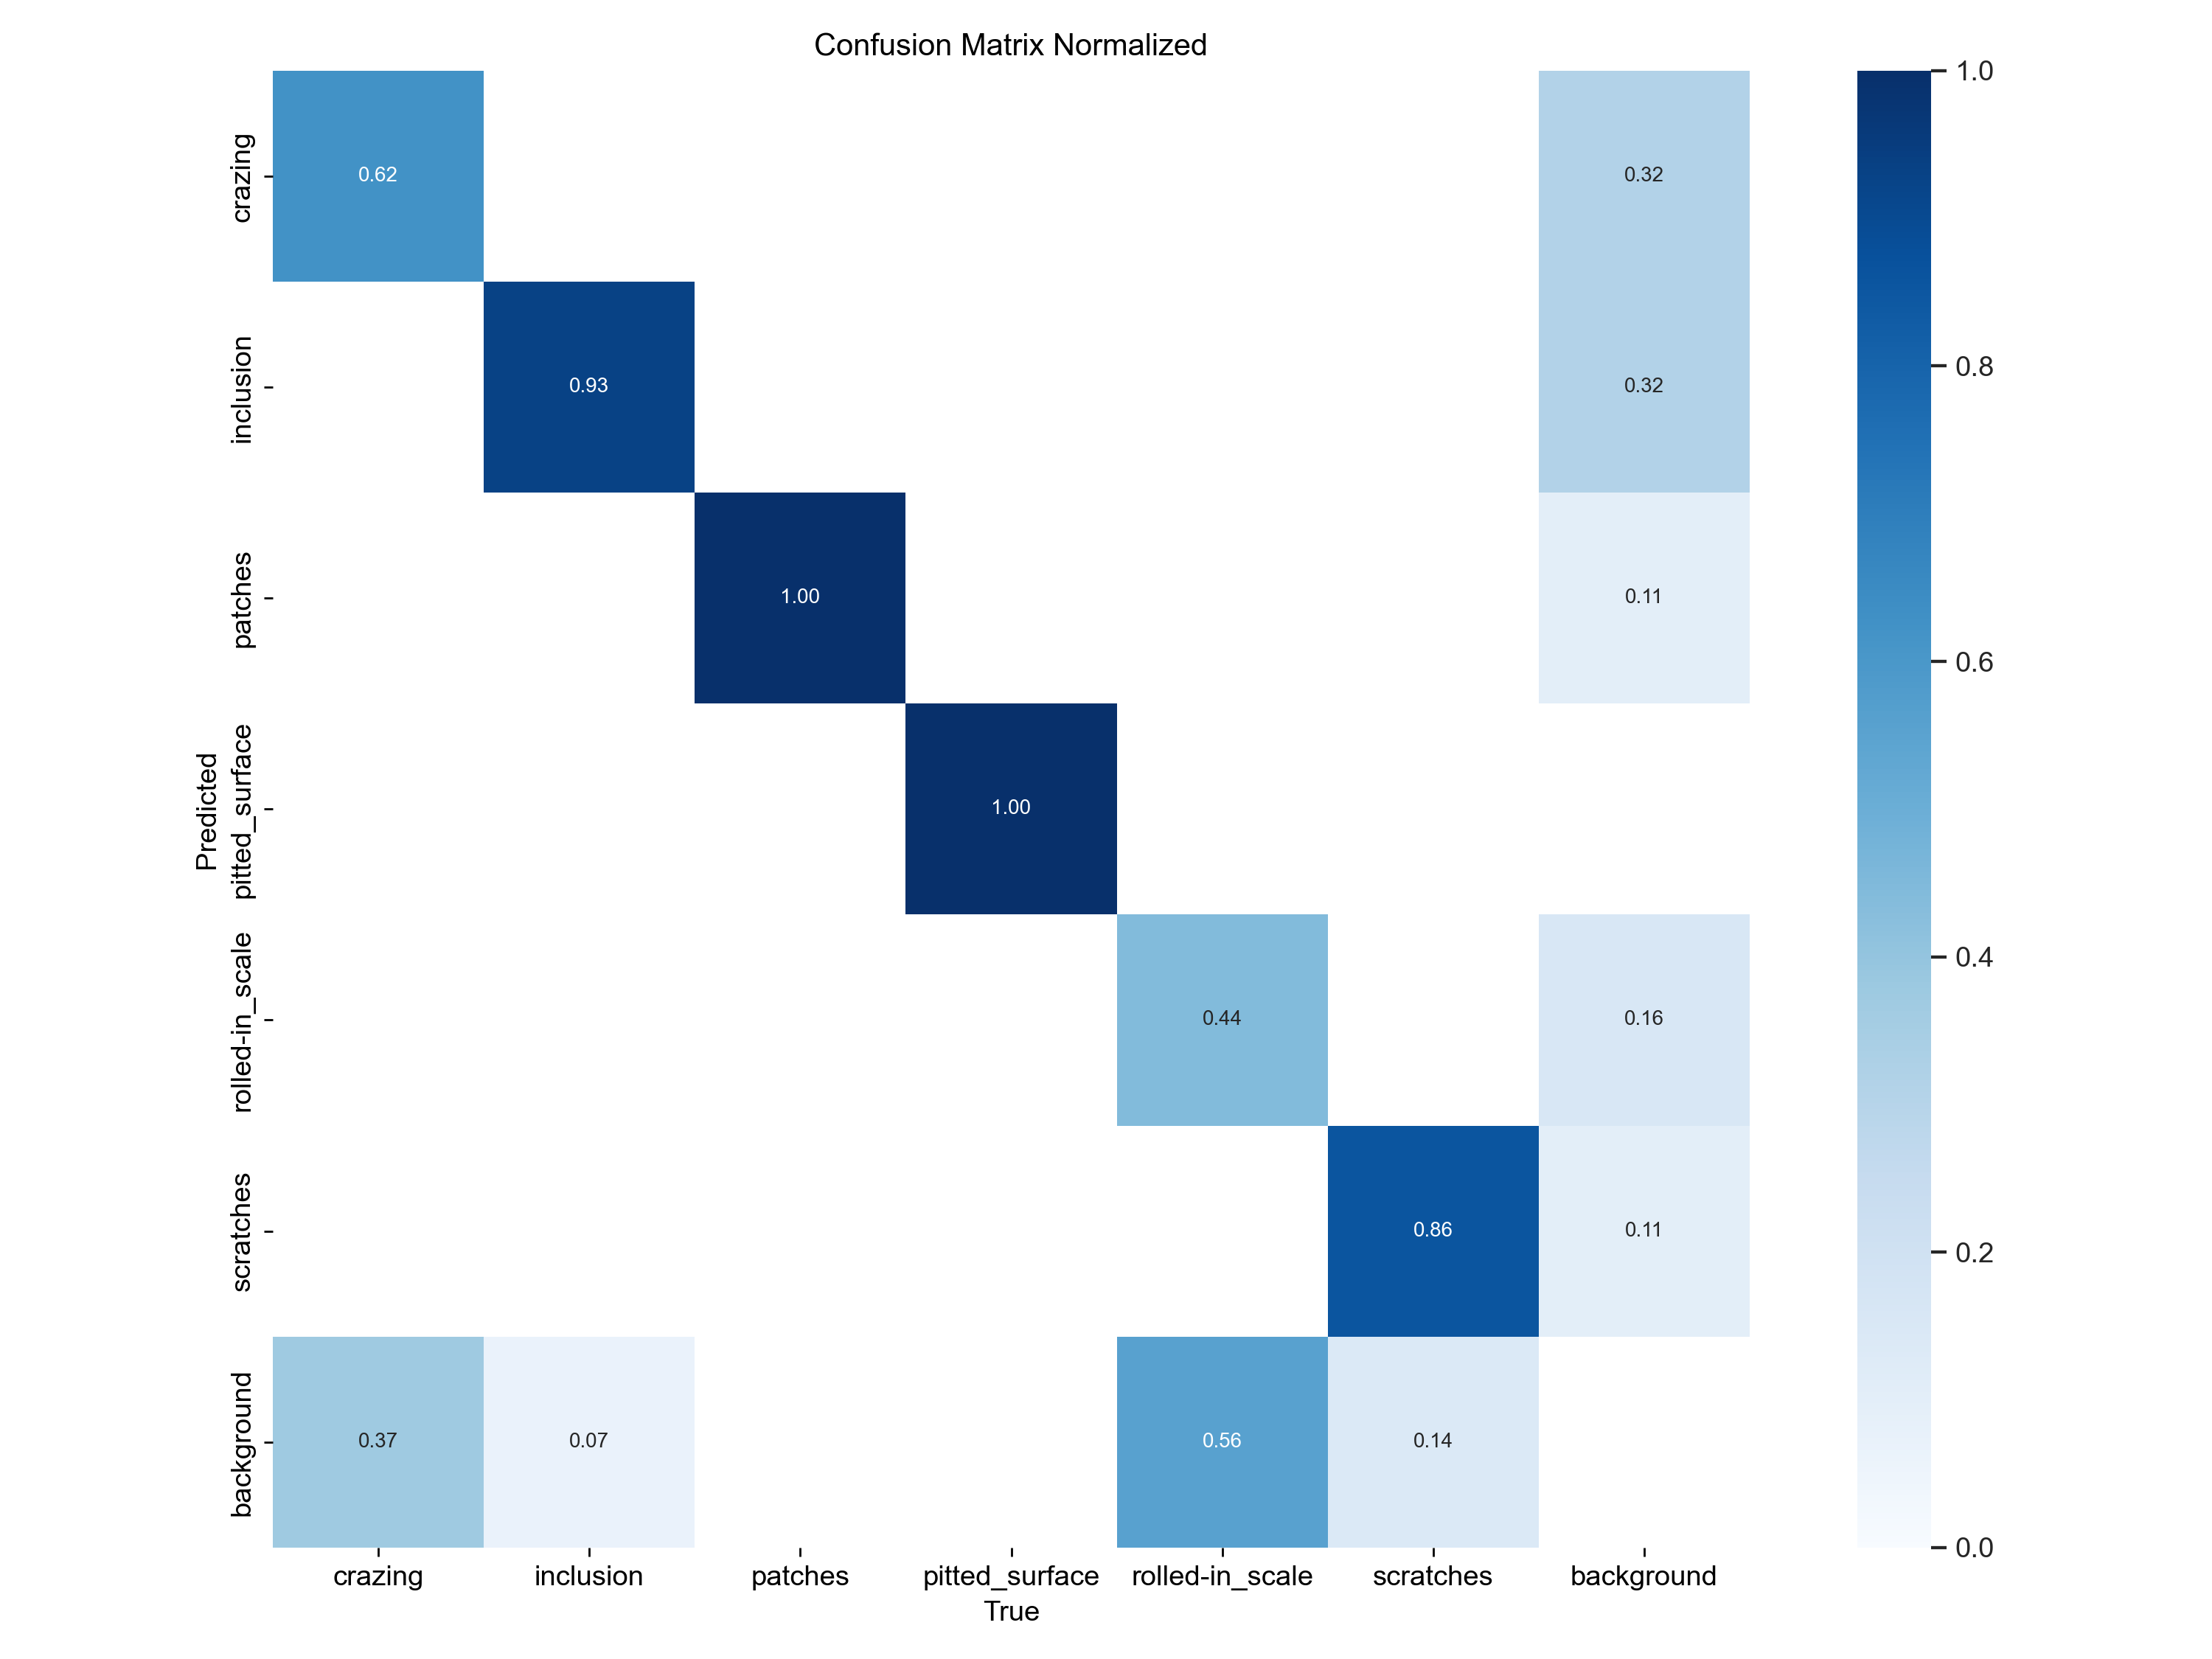 Confusion Matrix Normalized
1.0
crazing
0.62
0.32
inclusion
0.93
0.32
0.8
patches
1.00
0.11
0.6
Predicted
pitted_surface
1.00
rolled-in_scale
0.44
0.16
0.4
scratches
0.86
0.11
0.2
background
0.37
0.07
0.56
0.14
0.0
crazing inclusion patches pitted_surface rolled-in_scale scratches background
True